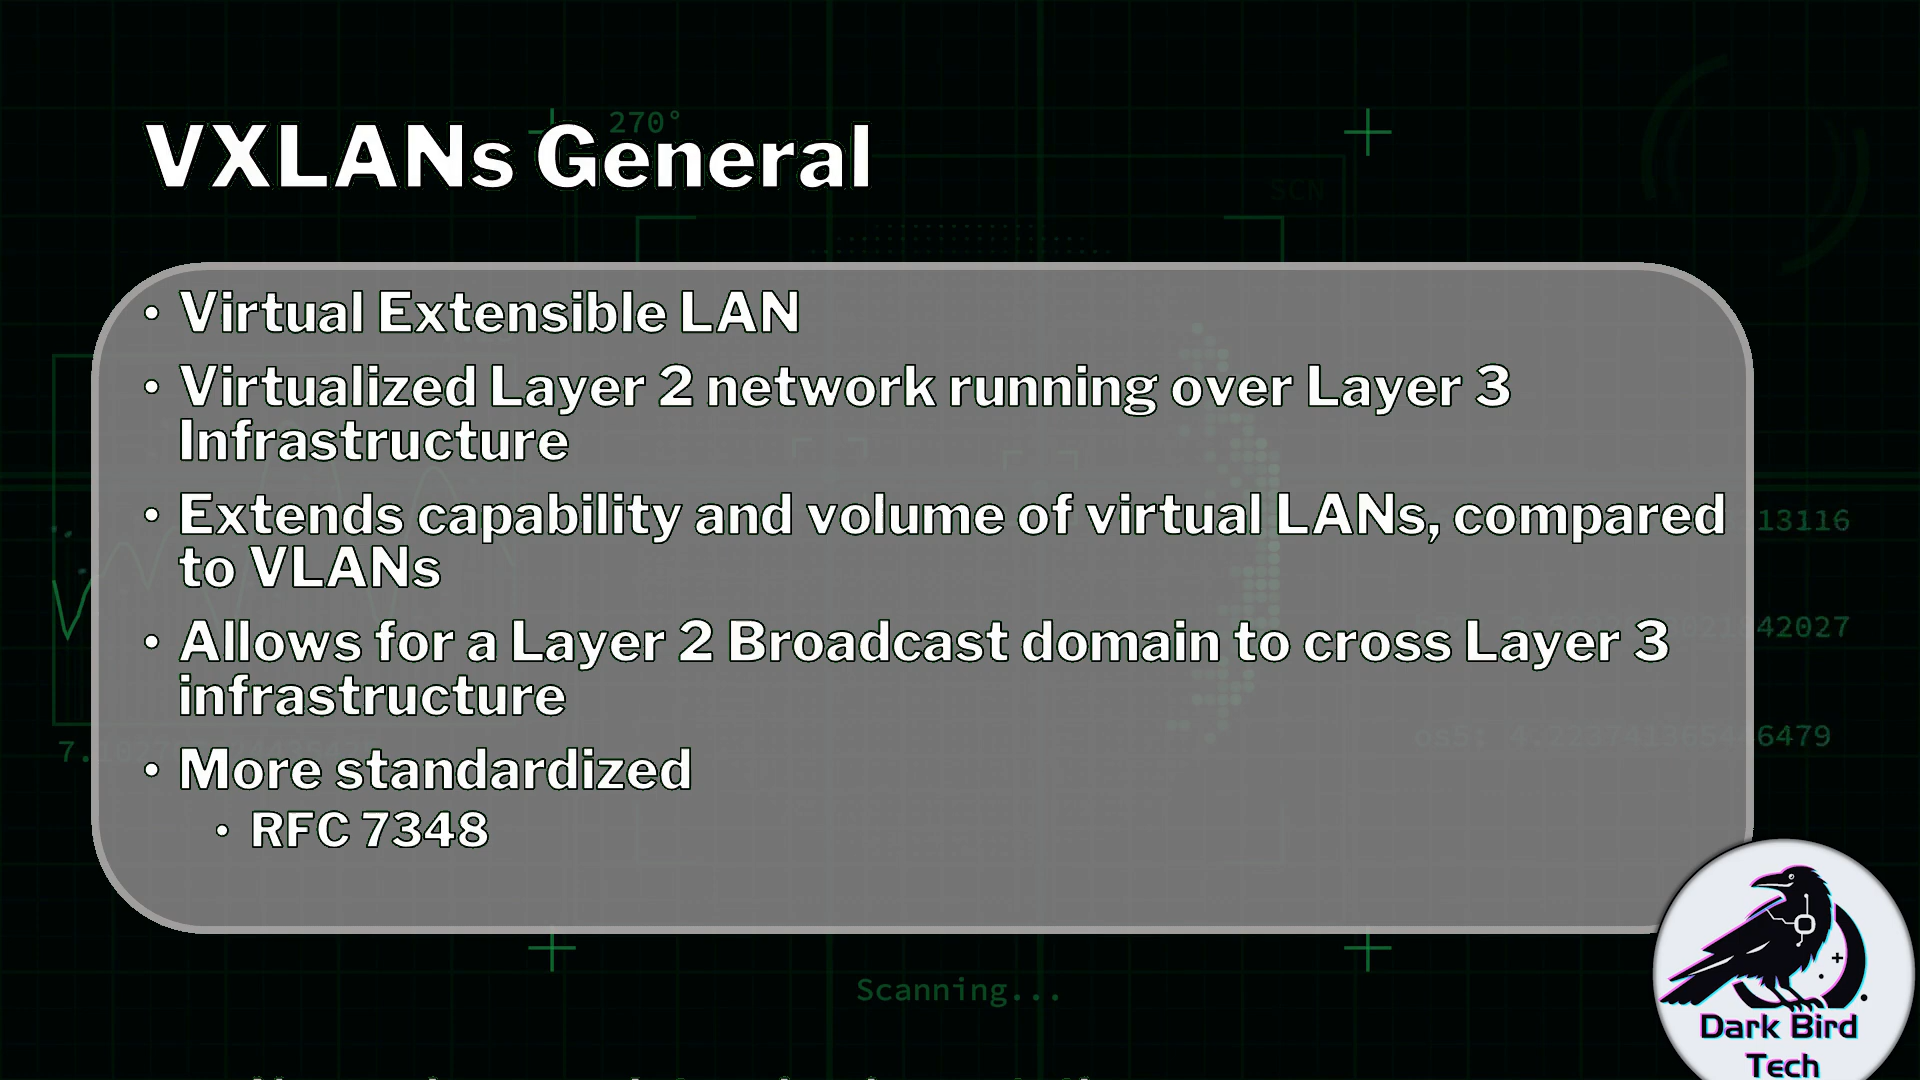 270°
VXLANs General
SCN
• Virtual Extensible LAN
• Virtualized Layer 2 network running over Layer 3
Infrastructure
• Extends capability and volume of virtual LANs, compared
to VLANs
13116
• Allows for a Layer 2 Broadcast domain to cross Layer 3
infrastructure
42027
• More standardized
6479
• RFC 7348
Scanning...
Dark Bird
Tech